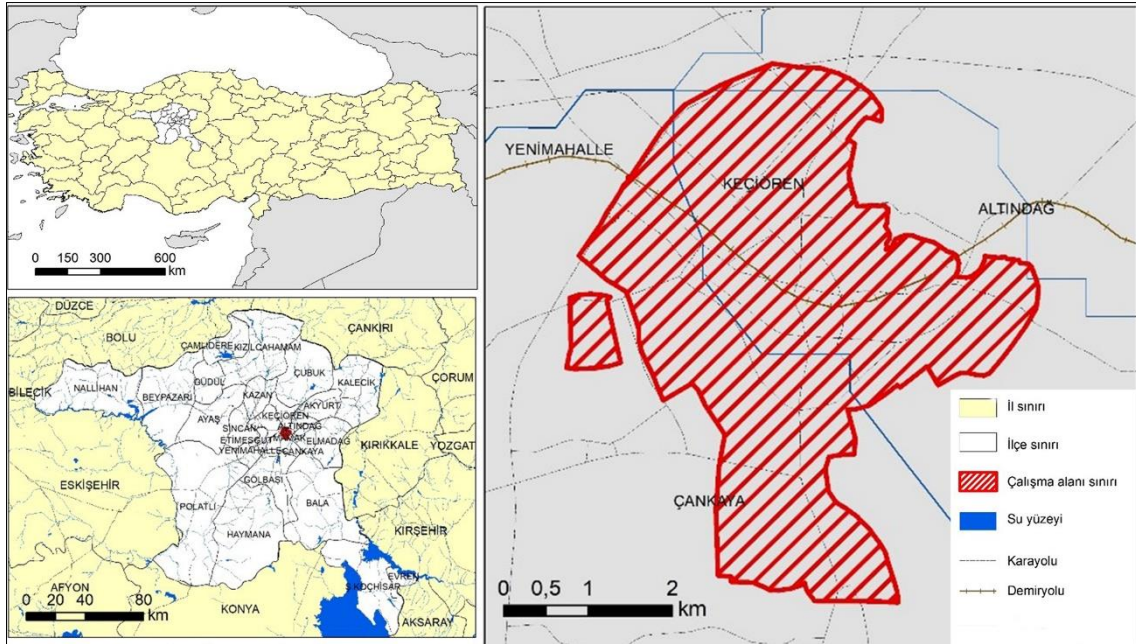 0 150 300 600
km
DÜZCE
BOLU
ÇANKIRI
ÇAMLIDERE
KIZILCAHAMAM
BİLECİK
NALLIHAN
BEYPAZARI
GÜDÜL
ÇUBUK
KALECİK
ÇORUM
KAZAN
AKYURT
AYAŞ
KEÇİÖREN
SİNCAN
ALTINDAĞ
ETİMESGUT
ELMADAĞ
YENİMAHALLE
ÇANKAYA
KIRIKKALE
YOZGAT
GÖLBAŞI
ESKİŞEHİR
POLATLI
BALA
HAYMANA
KIRŞEHİR
EVREN
Ş.KOÇHİSAR
AFYON
KONYA
AKSARAY
0 20 40 80
km
YENİMAHALLE
KECİÖREN
ALTINDAĞ
ÇANKAYA
0 0,5 1 2
km
İl sınırı
İlçe sınırı
Çalışma alanı sınırı
Su yüzeyi
Karayolu
Demiryolu